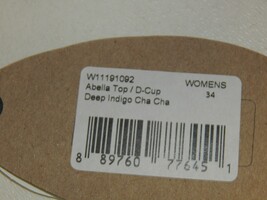 W11191092 WOMENS
Abella Top / D-Cup 34
Deep Indigo Cha Cha
8 89760 77645 1